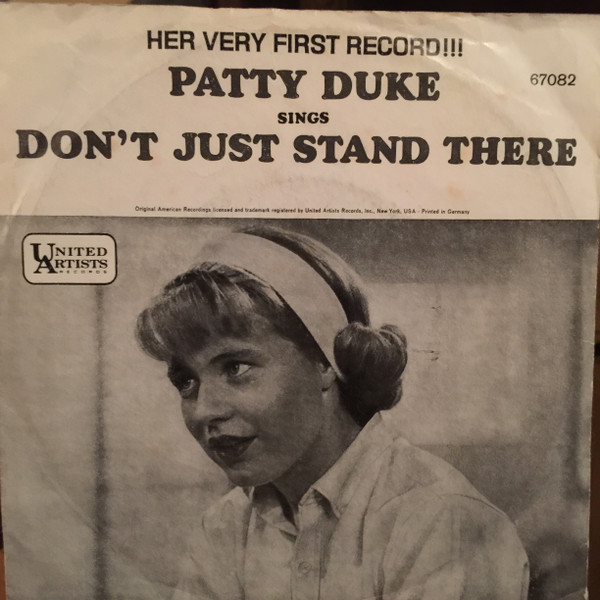 HER VERY FIRST RECORD!!!
PATTY DUKE
67082
SINGS
DON'T JUST STAND THERE
Original American Recordings licensed and trademark registered by United Artists Records, Inc., New York, USA - Printed in Germany
UNITED
ARTISTS
RECORDS